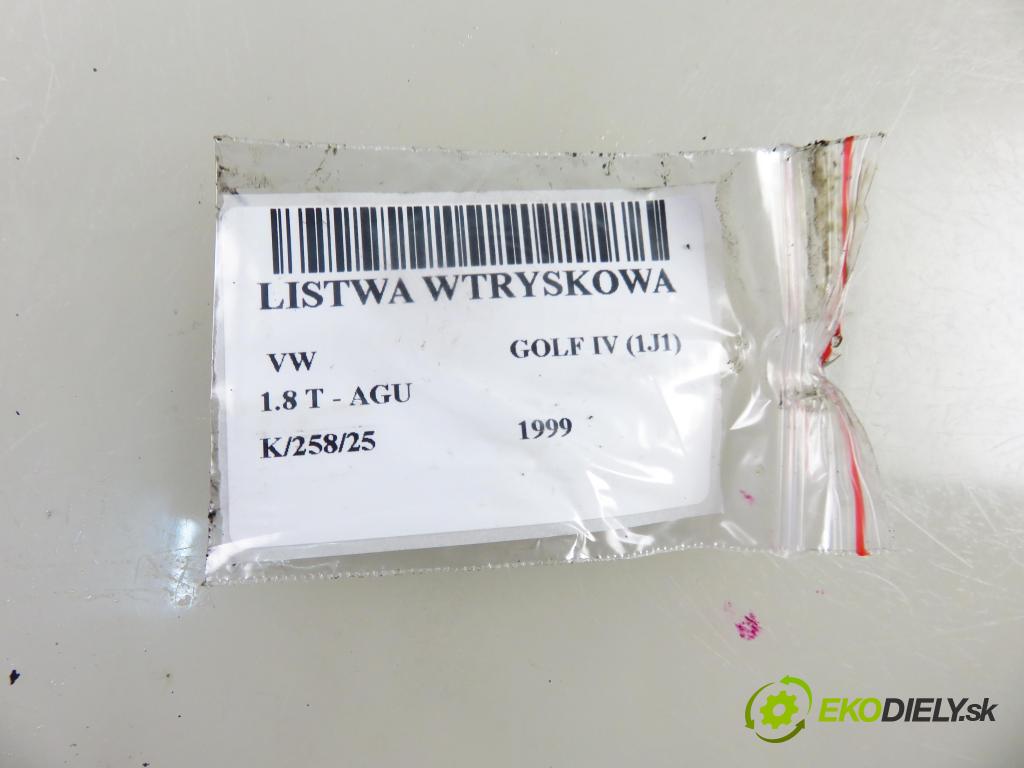 LISTWA WTRYSKOWA
VW GOLF IV (1J1)
1.8 T - AGU
K/258/25 1999
EKODIELY.sk